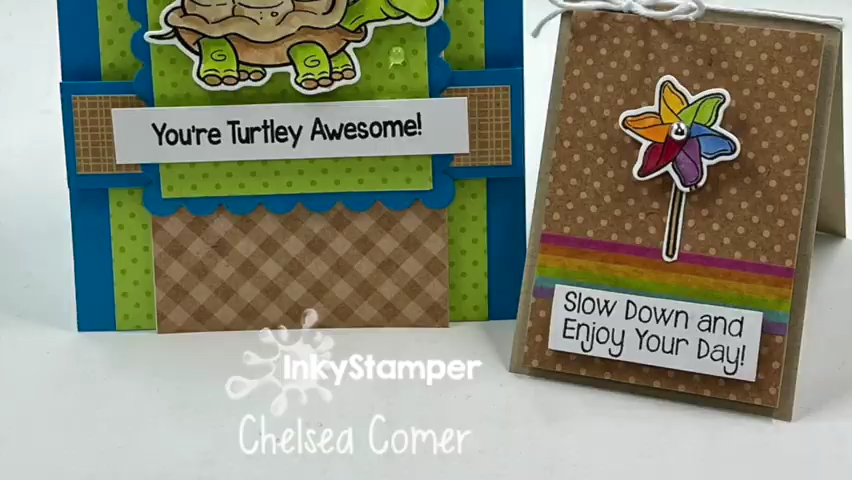 You're Turtley Awesome!
Slow Down and
Enjoy Your Day!
InkyStamper
Chelsea Comer